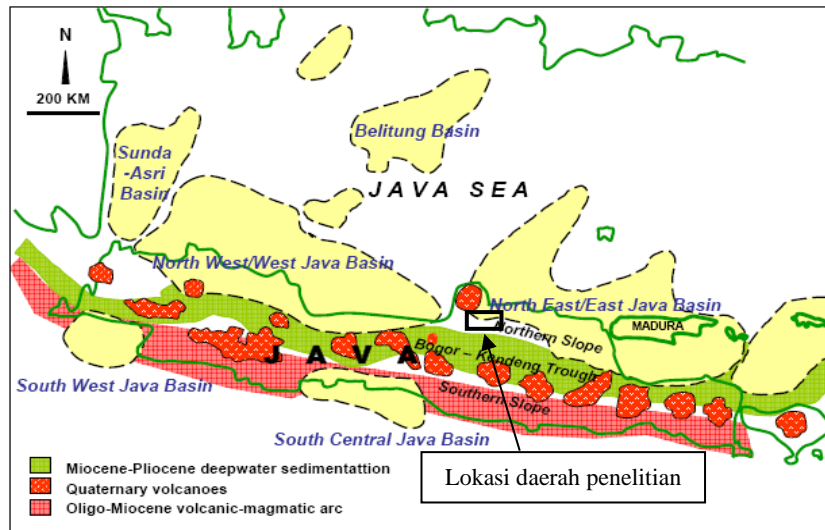 N
200 KM
Belitung Basin
Sunda
-Asri
Basin
JAVA SEA
North West/West Java Basin
North East/East Java Basin
Northern Slope
MADURA
JAVA
Bogor – Kendeng Trough
South West Java Basin
Southern Slope
South Central Java Basin
Miocene-Pliocene deepwater sedimentattion
Quaternary volcanoes
Oligo-Miocene volcanic-magmatic arc
Lokasi daerah penelitian